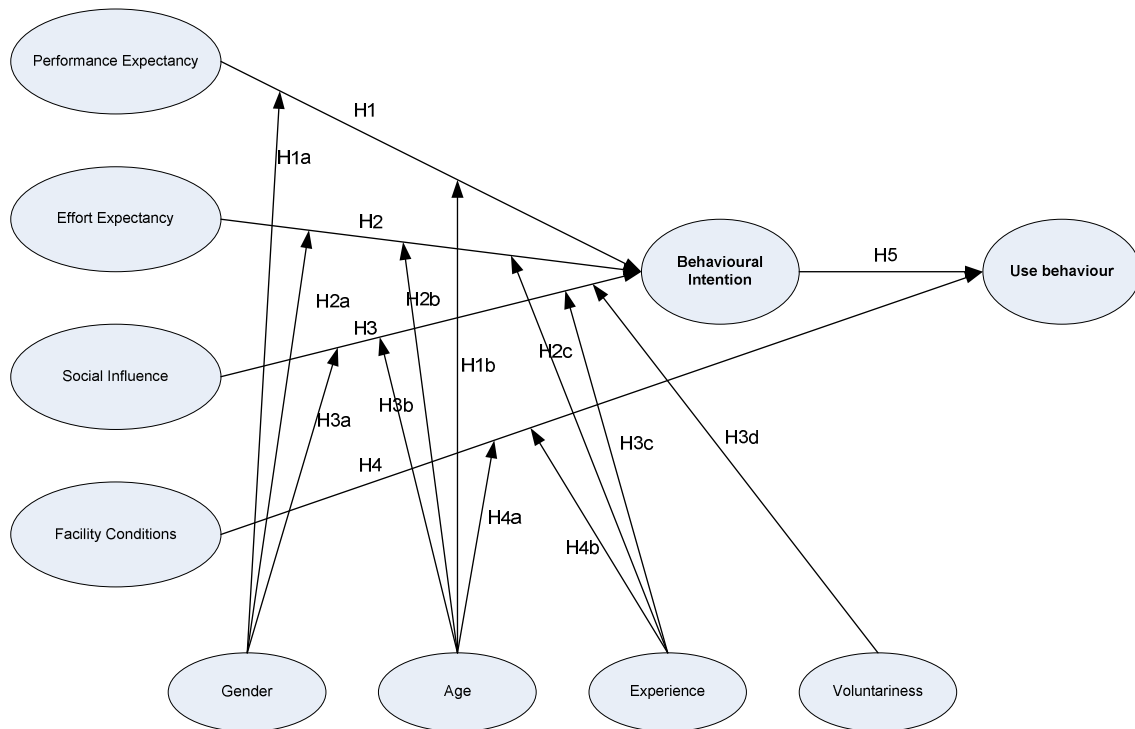 Performance Expectancy
H1
H1a
Effort Expectancy
H2
Behavioural
Intention
H5
Use behaviour
H2a
H2b
H3
H2c
H1b
Social Influence
H3b
H3a
H3c
H3d
H4
Facility Conditions
H4a
H4b
Gender
Age
Experience
Voluntariness